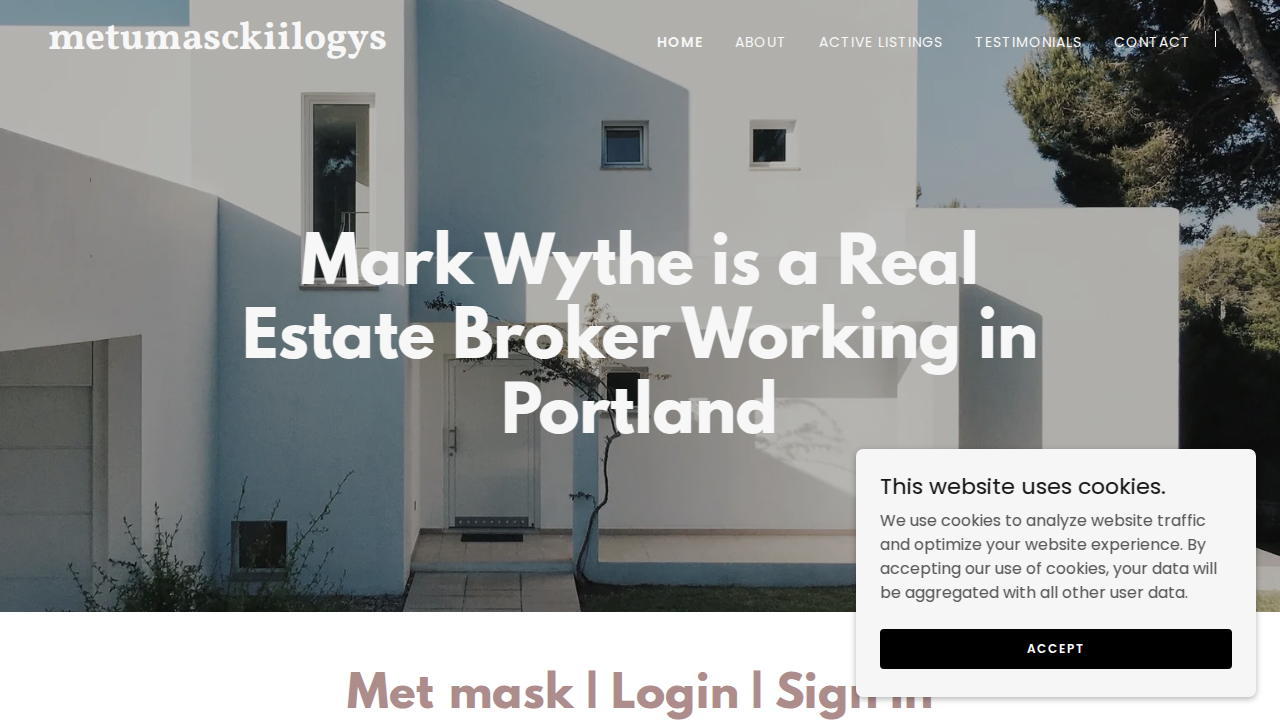 metumasckiilogys
HOME ABOUT ACTIVE LISTINGS TESTIMONIALS CONTACT
Mark Wythe is a Real
Estate Broker Working in
Portland
This website uses cookies.
We use cookies to analyze website traffic
and optimize your website experience. By
accepting our use of cookies, your data will
be aggregated with all other user data.
ACCEPT
Met mask | Login | Sign in